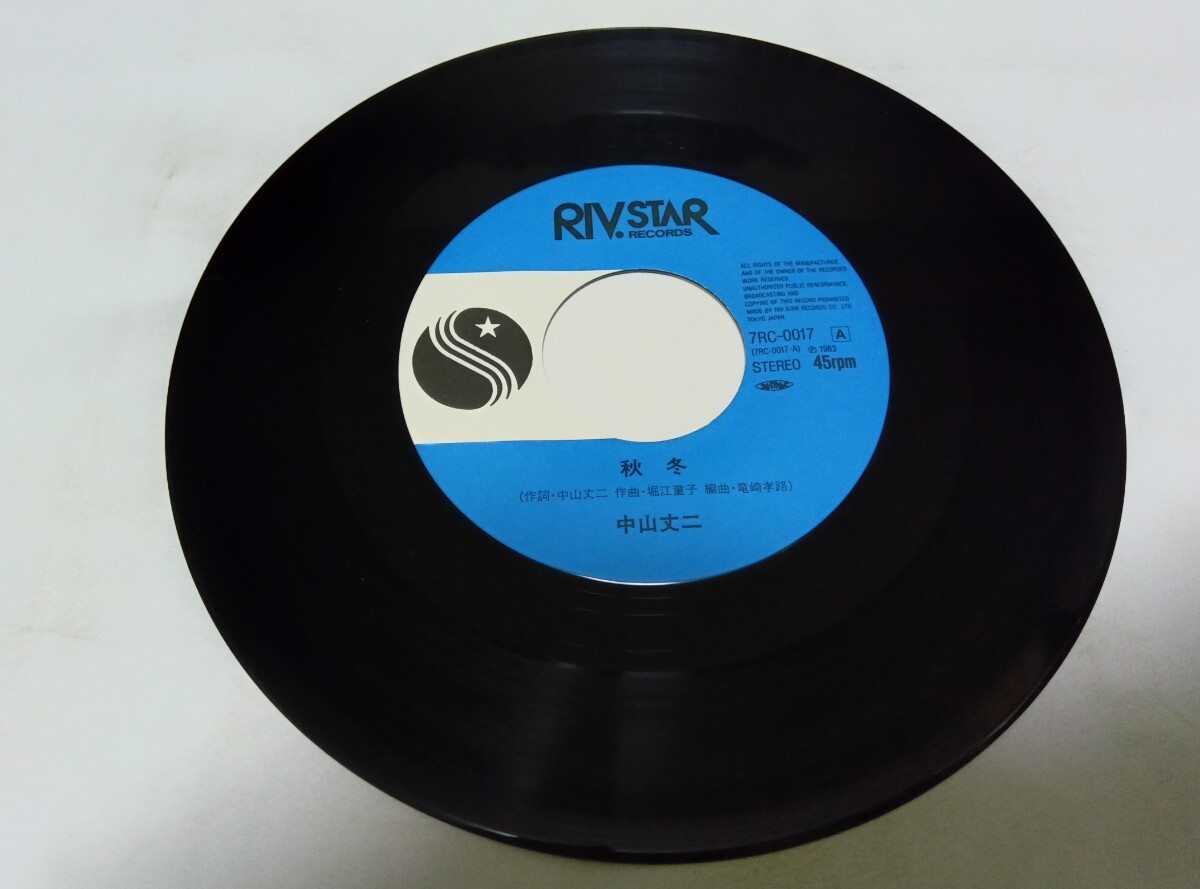 RIV.STAR
RECORDS
ALL RIGHTS OF THE MANUFACTURER
AND OF THE OWNER OF THE RECORDED
WORK RESERVED.
UNAUTHORIZED PUBLIC PERFORMANCE,
BROADCASTING AND
COPYING OF THIS RECORD PROHIBITED
MADE BY RIV STAR RECORDS CO., LTD.
TOKYO JAPAN.
7RC-0017 A
(7RC-0017-A) ℗ 1983
STEREO 45rpm
秋 冬
(作詞・中山丈二 作曲・堀江童子 編曲・竜崎孝路)
中山丈二